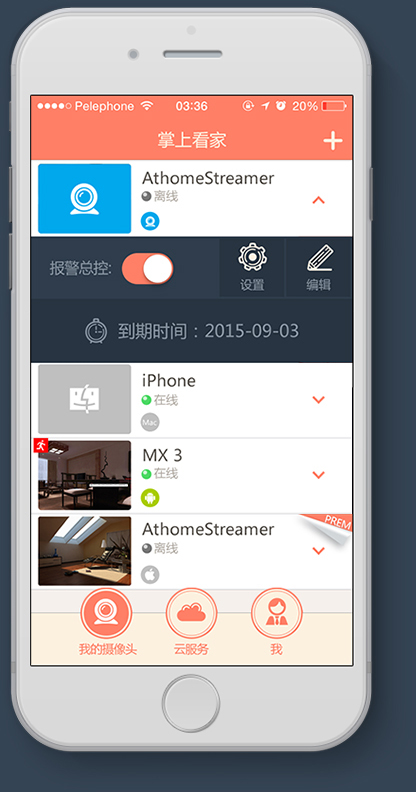 Pelephone 03:36 20%
掌上看家
AthomeStreamer
离线
报警总控:
设置
编辑
到期时间：2015-09-03
iPhone
在线
Mac
MX 3
在线
AthomeStreamer
PREM
离线
我的摄像头
云服务
我